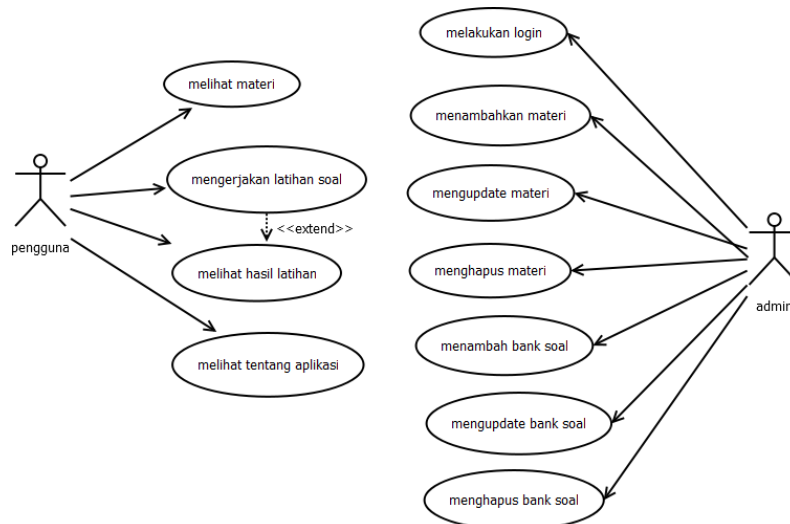 melakukan login
melihat materi
menambahkan materi
mengerjakan latihan soal
mengupdate materi
<<extend>>
pengguna
melihat hasil latihan
menghapus materi
admin
menambah bank soal
melihat tentang aplikasi
mengupdate bank soal
menghapus bank soal